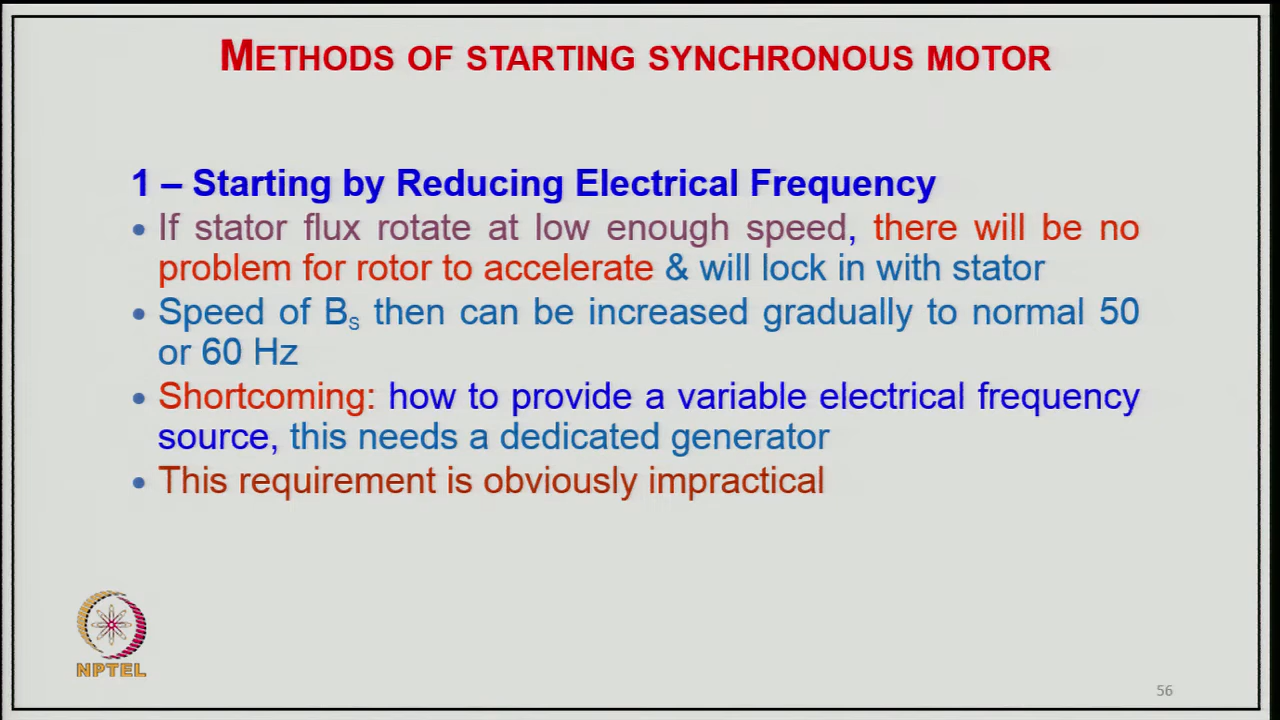 METHODS OF STARTING SYNCHRONOUS MOTOR
1 – Starting by Reducing Electrical Frequency
• If stator flux rotate at low enough speed, there will be no
problem for rotor to accelerate & will lock in with stator
• Speed of Bs then can be increased gradually to normal 50
or 60 Hz
• Shortcoming: how to provide a variable electrical frequency
source, this needs a dedicated generator
• This requirement is obviously impractical
NPTEL
56